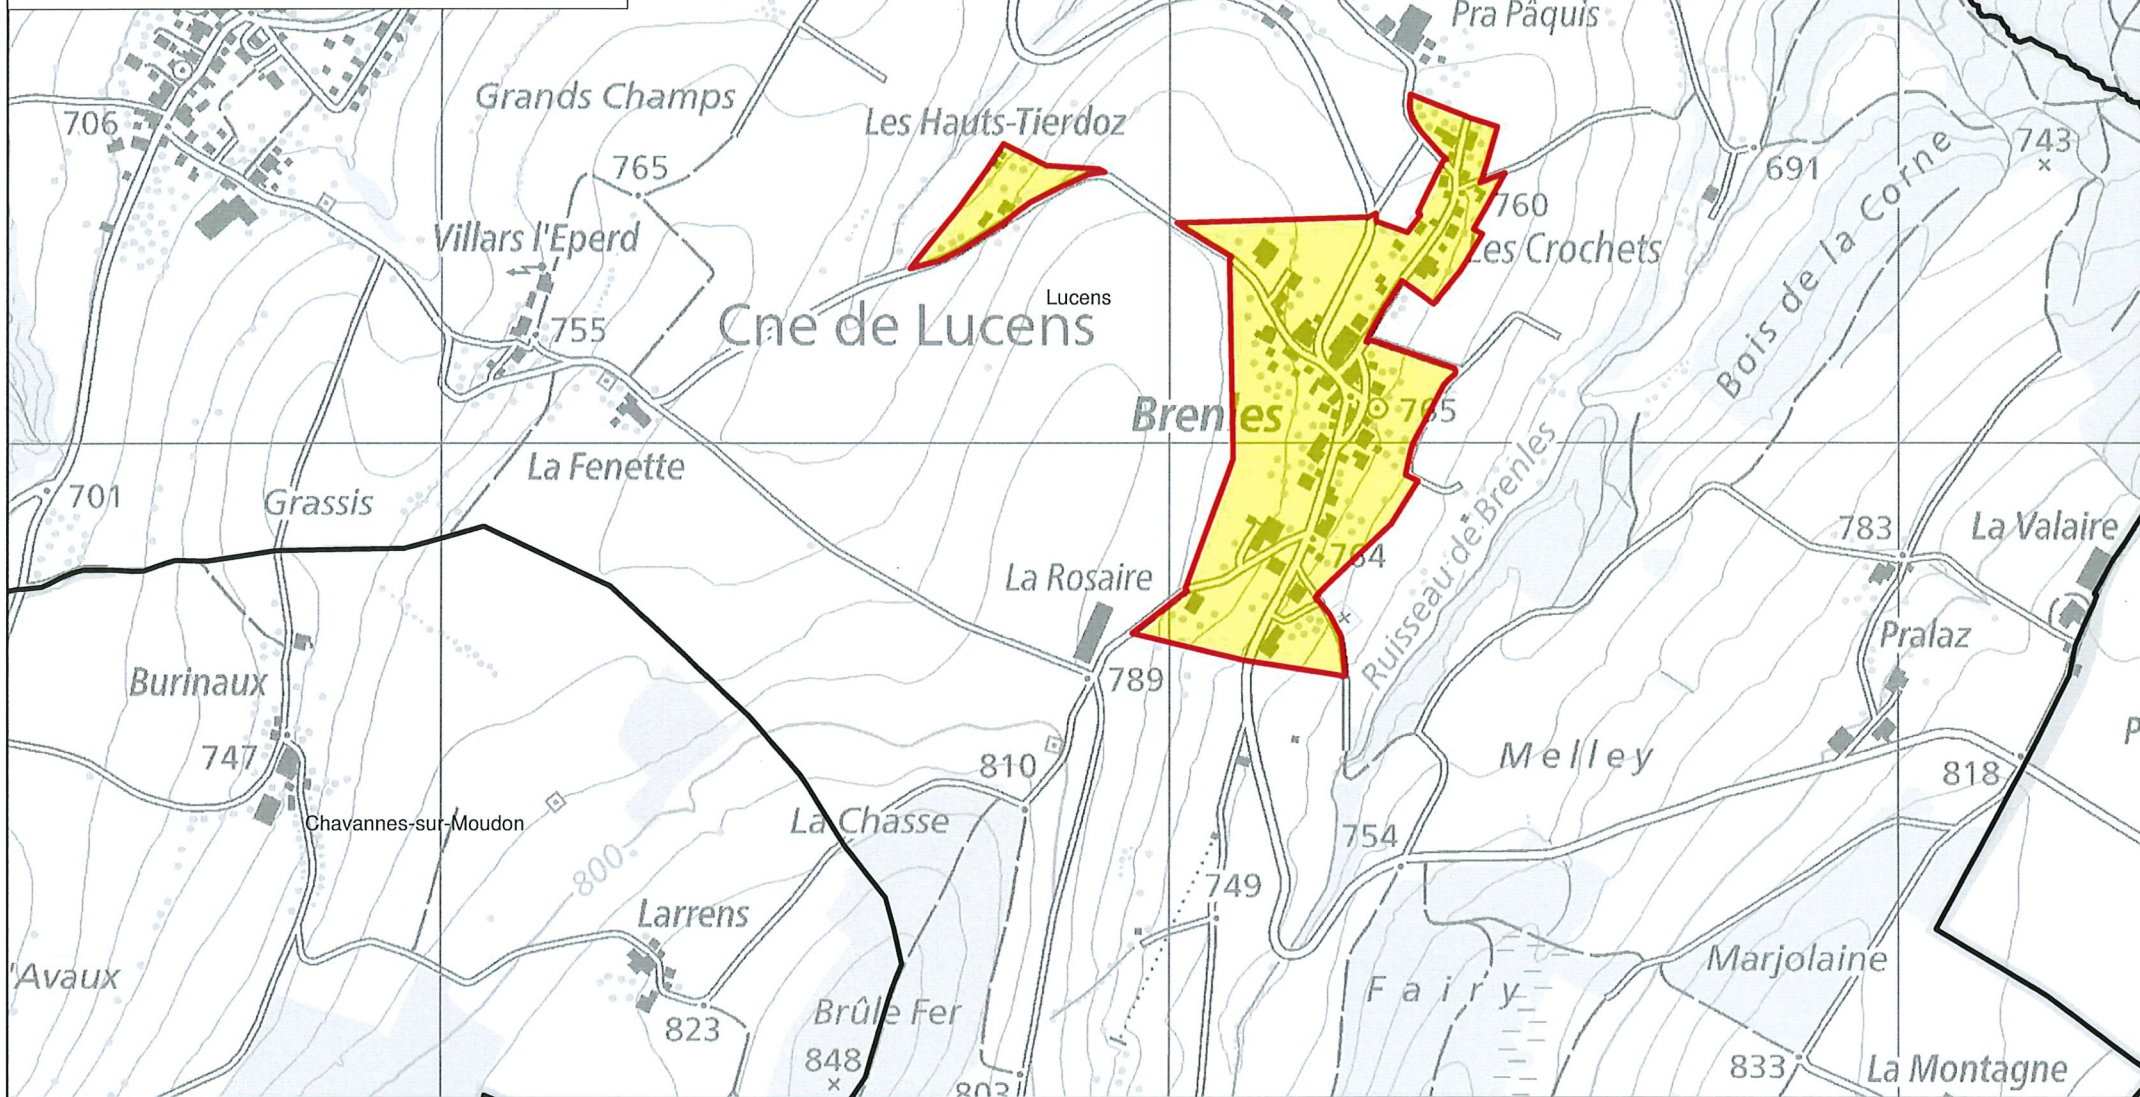 Pra Pâquis
Grands Champs
706
Les Hauts-Tierdoz
743
691
765
760
Villars l'Eperd
Les Crochets
Bois de la Corne
Lucens
Cne de Lucens
755
Brenles
765
La Fenette
701
Grassis
Ruisseau de Brenles
783
La Valaire
764
La Rosaire
Pralaz
Burinaux
789
747
Melley
810
818
P
Chavannes-sur-Moudon
La Chasse
754
800
749
Larrens
Marjolaine
'Avaux
Fairy
Brûle Fer
823
848
833
La Montagne
803